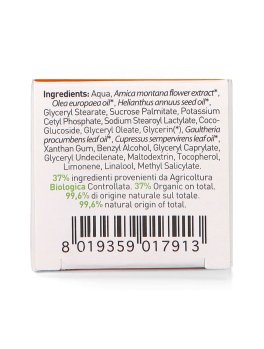 Ingredients: Aqua, Arnica montana flower extract*,
Olea europaea oil*, Helianthus annuus seed oil*,
Glyceryl Stearate, Sucrose Palmitate, Potassium
Cetyl Phosphate, Sodium Stearoyl Lactylate, Coco-
Glucoside, Glyceryl Oleate, Glycerin(*), Gaultheria
procumbens leaf oil*, Cupressus sempervirens leaf oil*,
Xanthan Gum, Benzyl Alcohol, Glyceryl Caprylate,
Glyceryl Undecilenate, Maltodextrin, Tocopherol,
Limonene, Linalool, Methyl Salicylate.
37% ingredienti provenienti da Agricoltura
Biologica Controllata. 37% Organic on total.
99,6% di origine naturale sul totale.
99,6% natural origin of total.
8 019359 017913